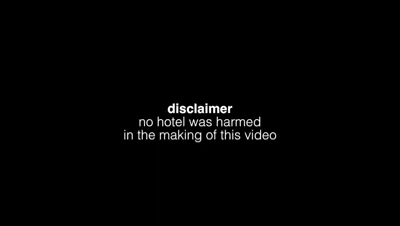 disclaimer
no hotel was harmed
in the making of this video